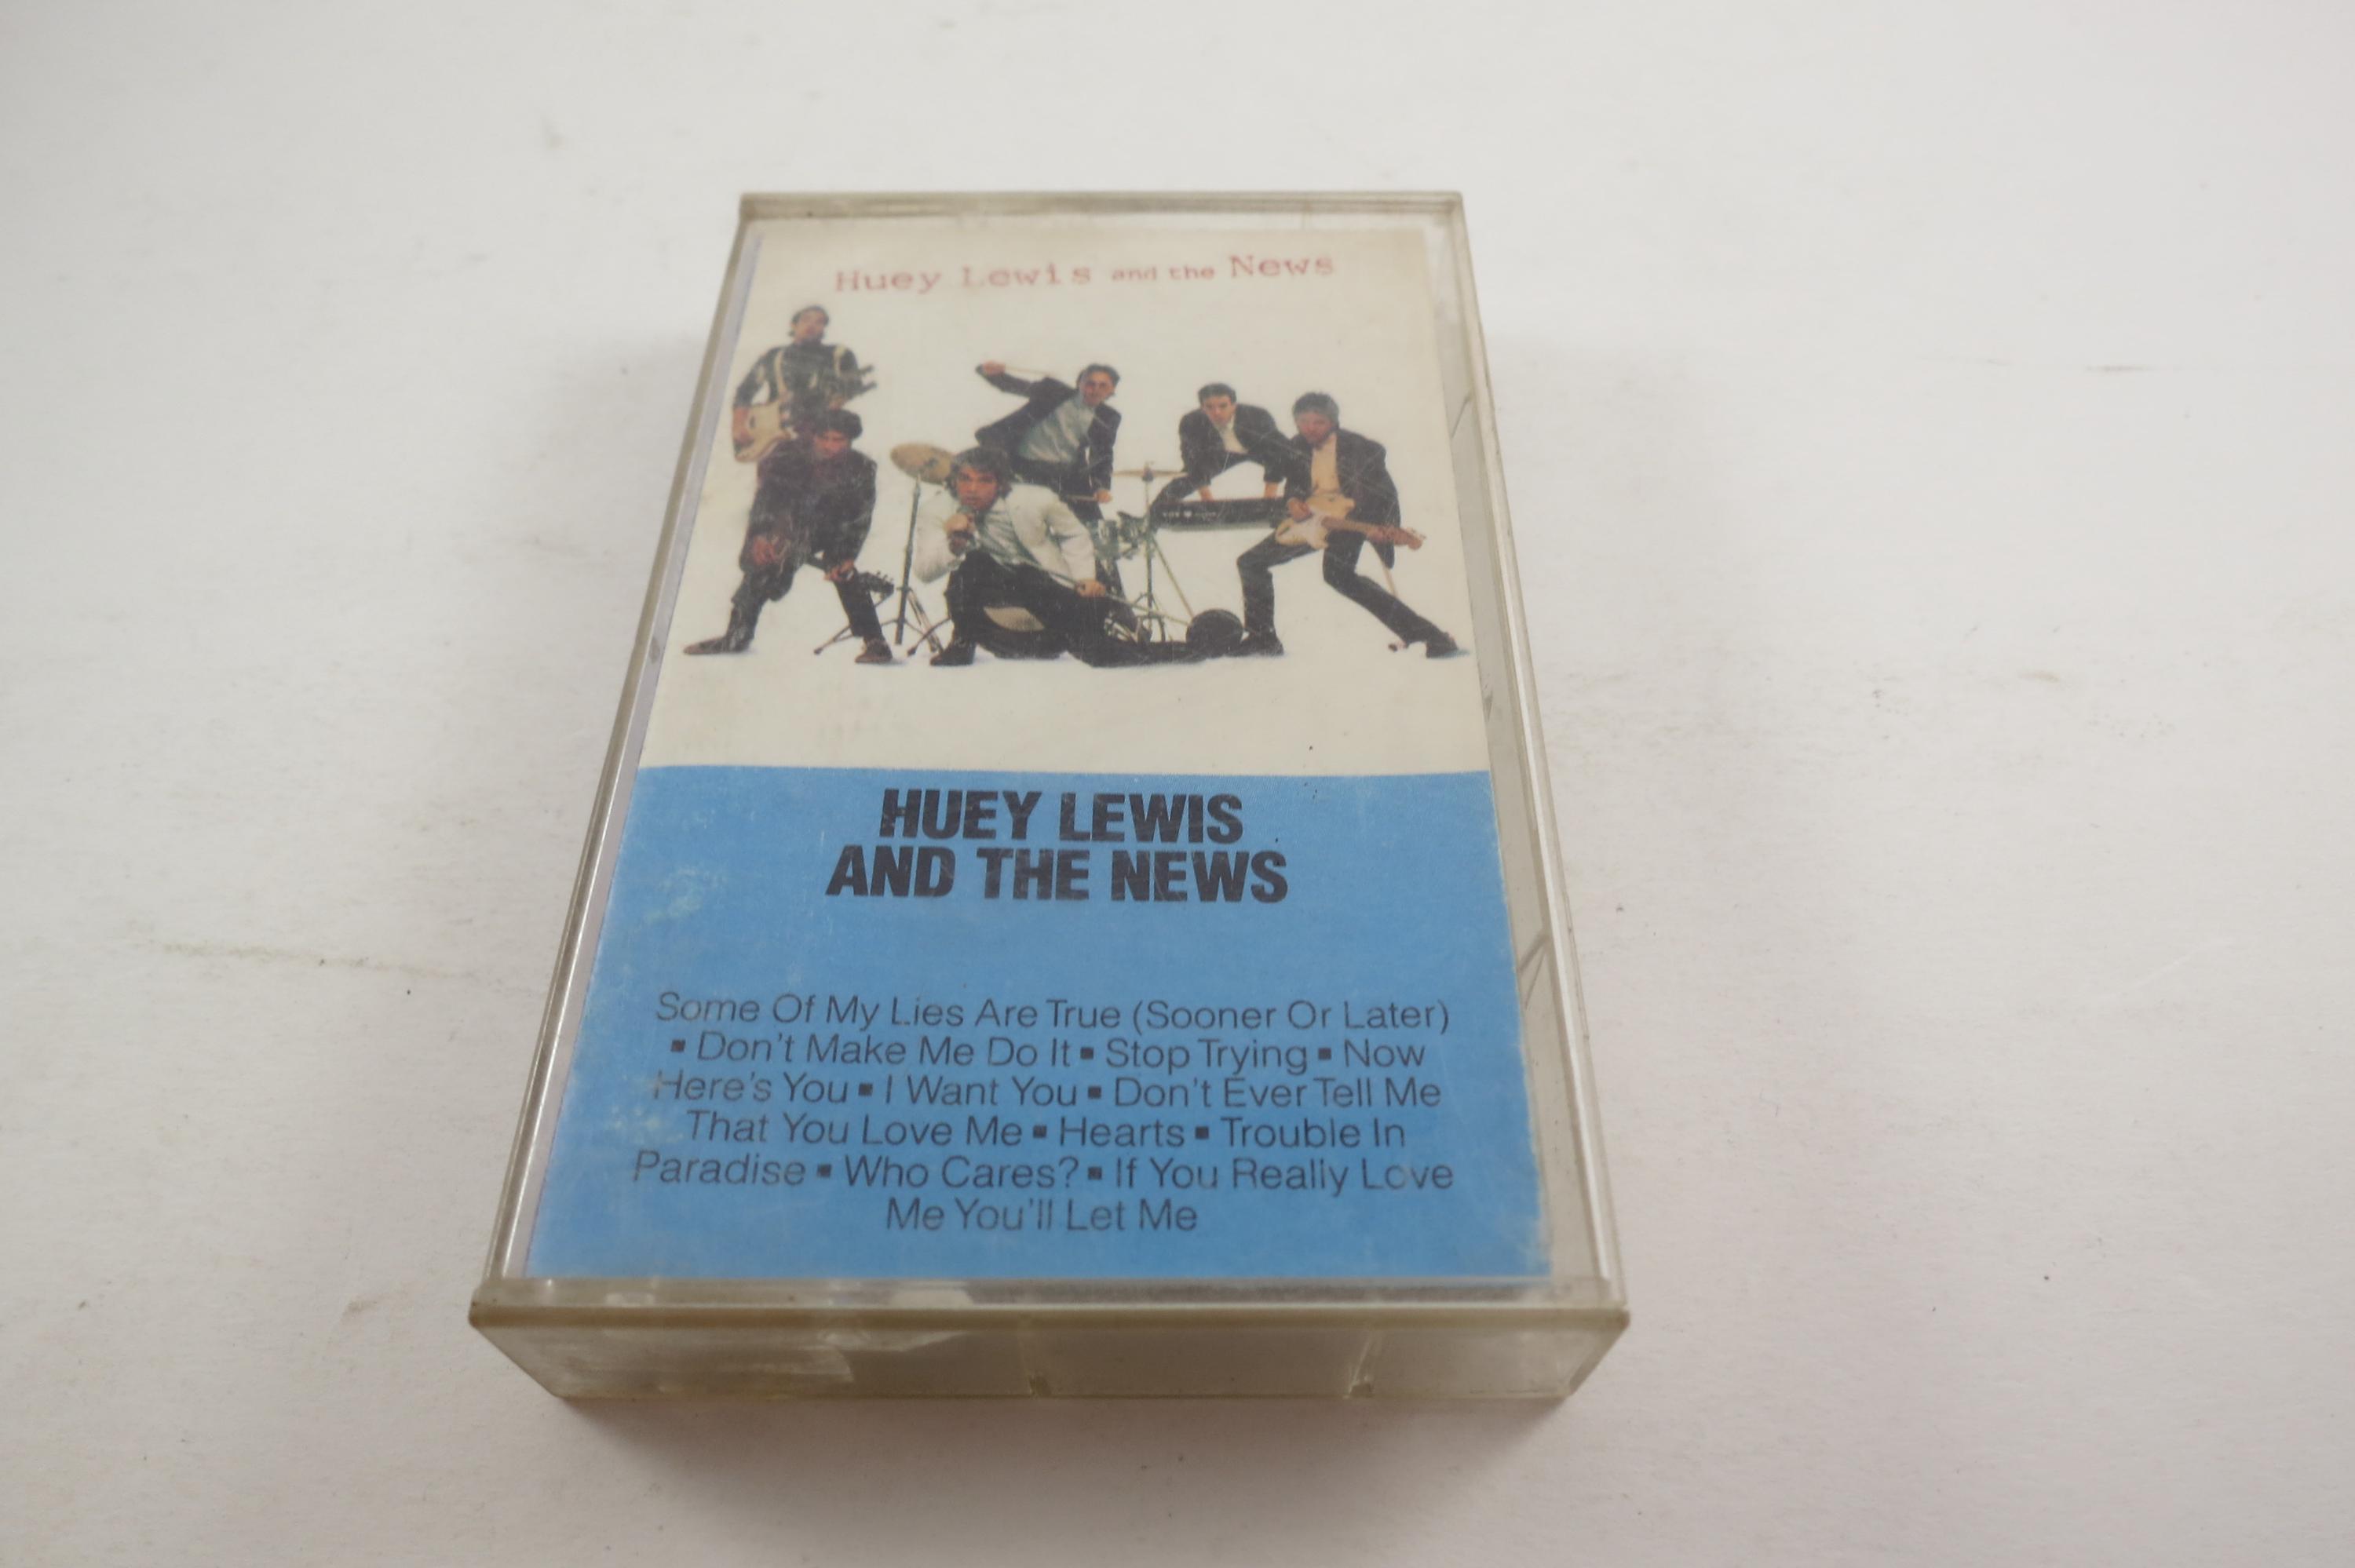 Huey Lewis and the News
HUEY LEWIS
AND THE NEWS
Some Of My Lies Are True (Sooner Or Later)
▪ Don't Make Me Do It ▪ Stop Trying ▪ Now
Here's You ▪ I Want You ▪ Don't Ever Tell Me
That You Love Me ▪ Hearts ▪ Trouble In
Paradise ▪ Who Cares? ▪ If You Really Love
Me You'll Let Me